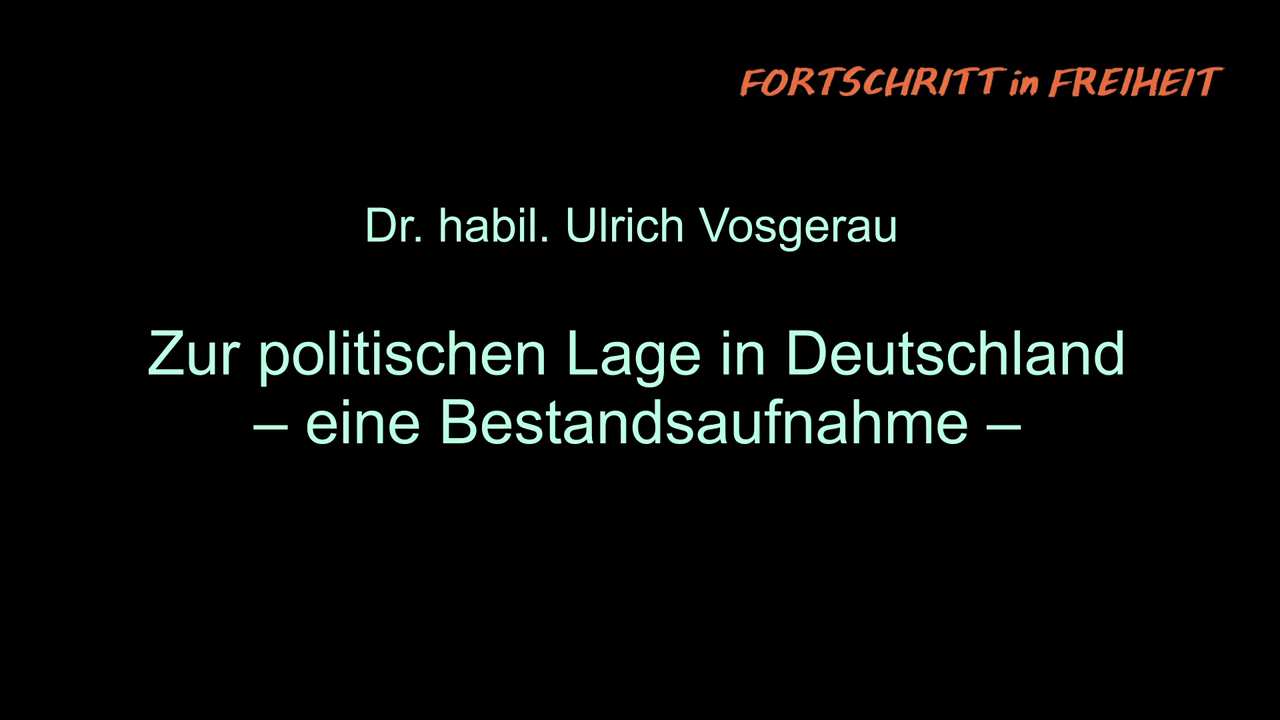 FORTSCHRITT in FREIHEIT
Dr. habil. Ulrich Vosgerau
Zur politischen Lage in Deutschland
– eine Bestandsaufnahme –